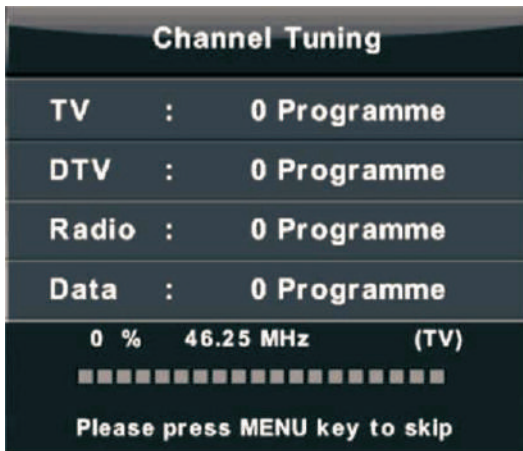 Channel Tuning
TV : 0 Programme
DTV : 0 Programme
Radio : 0 Programme
Data : 0 Programme
0 % 46.25 MHz (TV)
Please press MENU key to skip